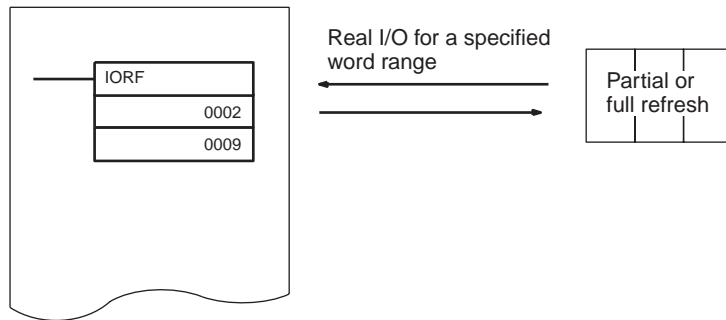 IORF
0002
0009
Real I/O for a specified
word range
Partial or
full refresh